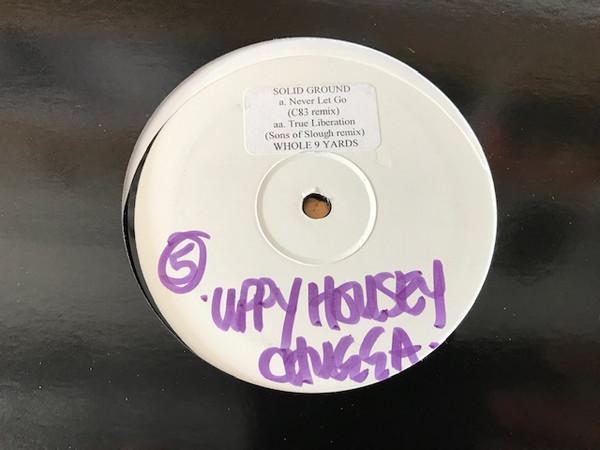 SOLID GROUND
a. Never Let Go
(C83 remix)
aa. True Liberation
(Sons of Slough remix)
WHOLE 9 YARDS
5
· UPPY HOUSEY
CHUGGA.